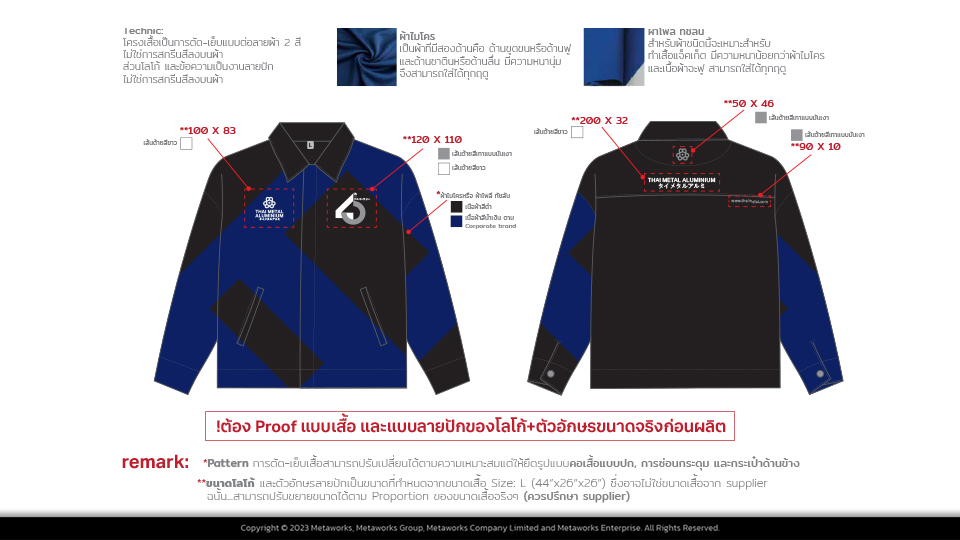 Technic:
โครงเสื้อเป็นการตัด-เย็บแบบต่อลายผ้า 2 สี
ไม่ใช่การสกรีนสีลงบนผ้า
ส่วนโลโก้ และข้อความเป็นงานลายปัก
ไม่ใช่การสกรีนสีลงบนผ้า
ผ้าไมโคร
เป็นผ้าที่มีสองด้านคือ ด้านขูดขนหรือด้านฟู
และด้านซาตินหรือด้านลื่น มีความหนานุ่ม
จึงสามารถใส่ได้ทุกฤดู
ผ้าโพลี ทัชลัน
สำหรับผ้าชนิดนี้จะเหมาะสำหรับ
ทำเสื้อแจ็คเก็ต มีความหนาน้อยกว่าผ้าไมโคร
และเนื้อผ้าจะฟู สามารถใส่ได้ทุกฤดู
**100 X 83
เส้นด้ายสีขาว
**120 X 110
เส้นด้ายสีเทาแบบมันเงา
เส้นด้ายสีขาว
*ผ้าไมโครหรือ ผ้าโพลี ทัชลัน
เนื้อผ้าสีดำ
เนื้อผ้าสีน้ำเงิน ตาม
Corporate brand
L
THAI METAL
ALUMINIUM
**200 X 32
เส้นด้ายสีขาว
**50 X 46
เส้นด้ายสีเทาแบบมันเงา
เส้นด้ายสีเทาแบบมันเงา
**90 X 10
THAI METAL ALUMINIUM
タイメタルアルミ
!ต้อง Proof แบบเสื้อ และแบบลายปักของโลโก้+ตัวอักษรขนาดจริงก่อนผลิต
remark:
*Pattern การตัด-เย็บเสื้อสามารถปรับเปลี่ยนได้ตามความเหมาะสมแต่ให้ยึดรูปแบบคอเสื้อแบบปก, การซ่อนกระดุม และกระเป๋าด้านข้าง
**ขนาดโลโก้ และตัวอักษรลายปักเป็นขนาดที่กำหนดจากขนาดเสื้อ Size: L (44”x26”x26”) ซึ่งอาจไม่ใช่ขนาดเสื้อจาก supplier
ฉนั้น...สามารถปรับขยายขนาดได้ตาม Proportion ของขนาดเสื้อจริงๆ (ควรปรึกษา supplier)
Copyright © 2023 Metaworks, Metaworks Group, Metaworks Company Limited and Metaworks Enterprise. All Rights Reserved.